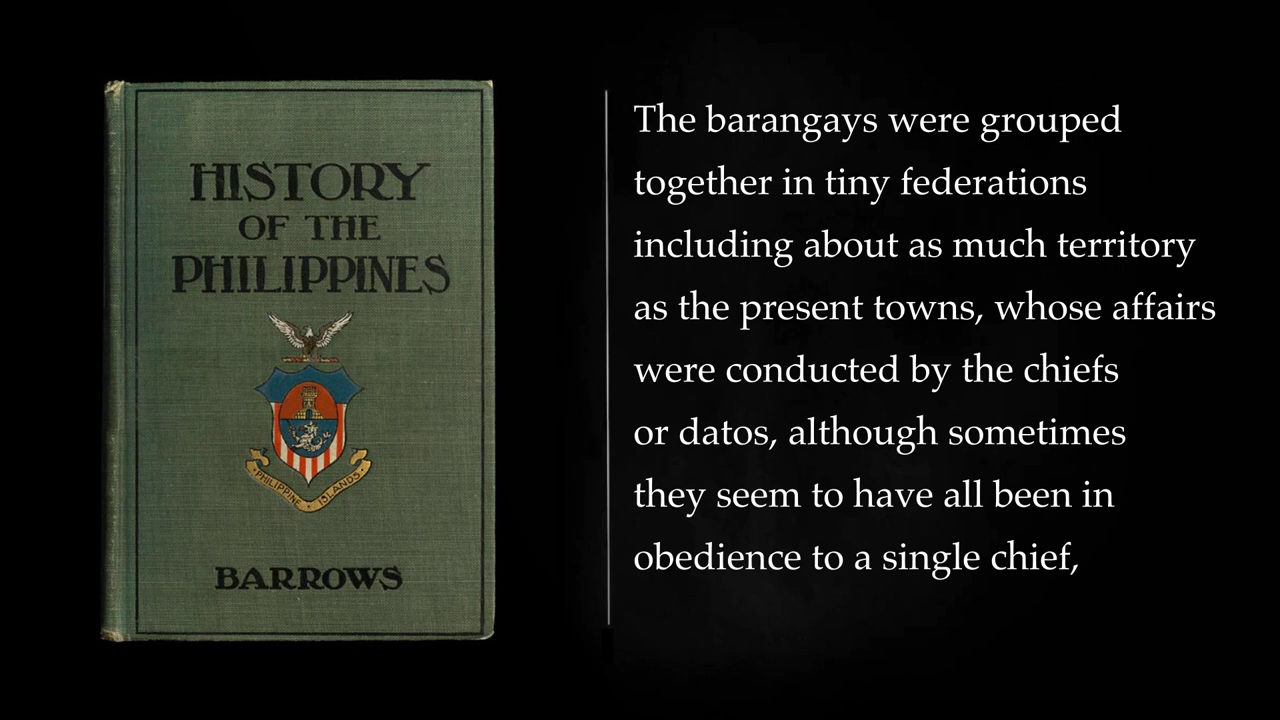 HISTORY
OF THE
PHILIPPINES
PHILIPPINE ISLANDS
BARROWS
The barangays were grouped
together in tiny federations
including about as much territory
as the present towns, whose affairs
were conducted by the chiefs
or datos, although sometimes
they seem to have all been in
obedience to a single chief,